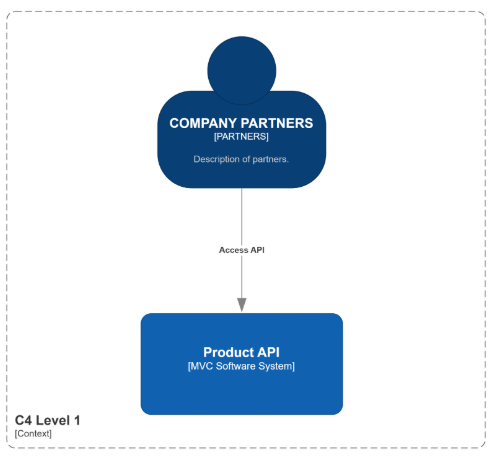 COMPANY PARTNERS
[PARTNERS]
Description of partners.
Access API
Product API
[MVC Software System]
C4 Level 1
[Context]